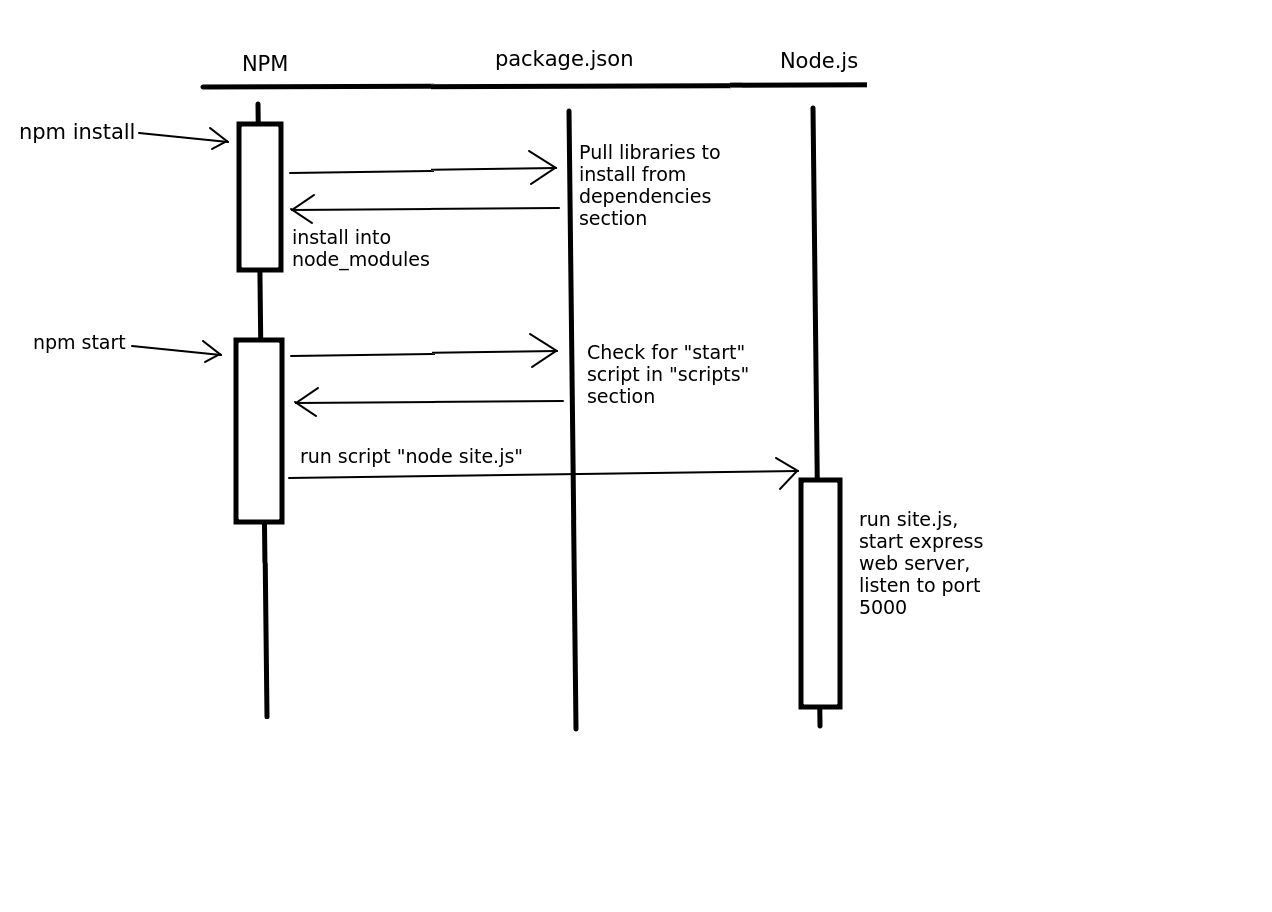 NPM
package.json
Node.js
npm install
Pull libraries to
install from
dependencies
section
install into
node_modules
npm start
Check for "start"
script in "scripts"
section
run script "node site.js"
run site.js,
start express
web server,
listen to port
5000